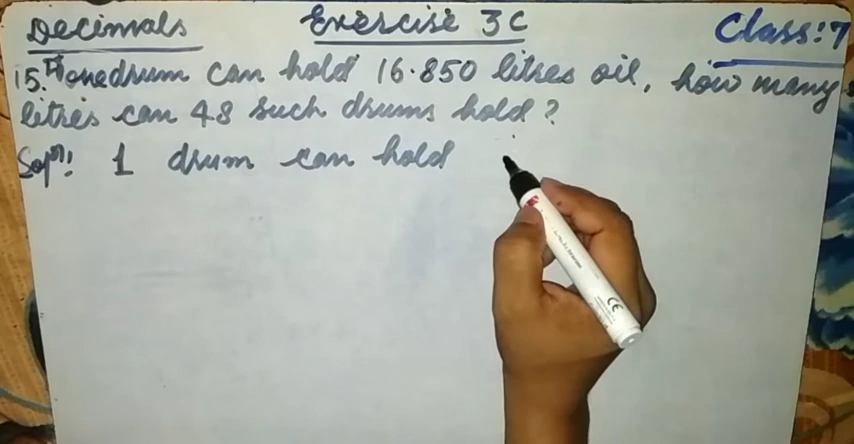 Decimals Exercise 3C Class:7
15. If one drum can hold 16.850 litres oil, how many
litres can 48 such drums hold?
Sol^n: 1 drum can hold
CE